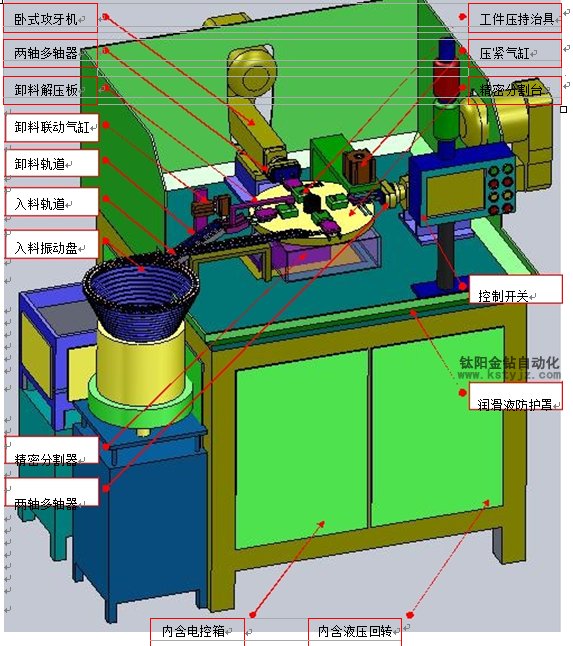 卧式攻牙机
工件压持治具
两轴多轴器
压紧气缸
卸料解压板
精密分割台
卸料联动气缸
卸料轨道
入料轨道
入料振动盘
控制开关
钛阳金钻自动化
www.kstyjz.com
润滑液防护罩
精密分割器
两轴多轴器
内含电控箱
内含液压回转